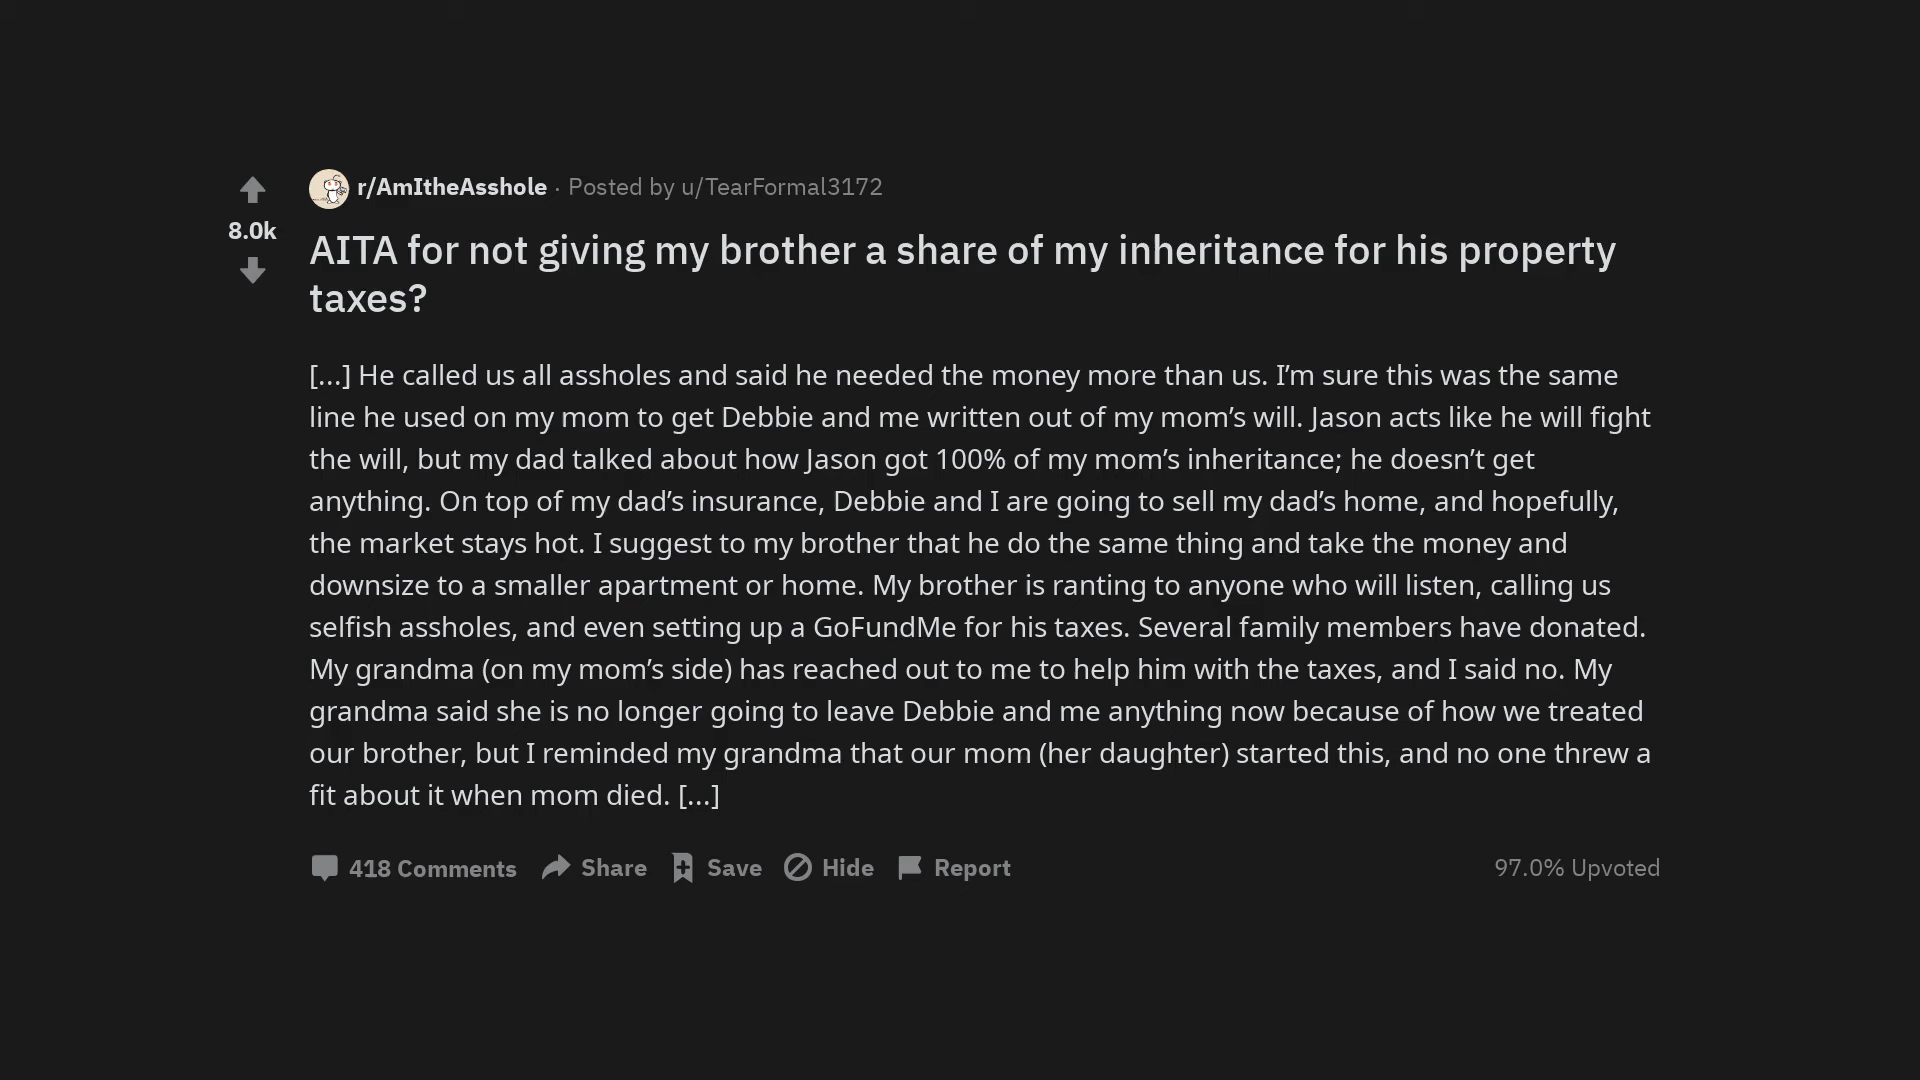 r/AmItheAsshole · Posted by u/TearFormal3172
8.0k
AITA for not giving my brother a share of my inheritance for his property
taxes?
[...] He called us all assholes and said he needed the money more than us. I’m sure this was the same
line he used on my mom to get Debbie and me written out of my mom’s will. Jason acts like he will fight
the will, but my dad talked about how Jason got 100% of my mom’s inheritance; he doesn’t get
anything. On top of my dad’s insurance, Debbie and I are going to sell my dad’s home, and hopefully,
the market stays hot. I suggest to my brother that he do the same thing and take the money and
downsize to a smaller apartment or home. My brother is ranting to anyone who will listen, calling us
selfish assholes, and even setting up a GoFundMe for his taxes. Several family members have donated.
My grandma (on my mom’s side) has reached out to me to help him with the taxes, and I said no. My
grandma said she is no longer going to leave Debbie and me anything now because of how we treated
our brother, but I reminded my grandma that our mom (her daughter) started this, and no one threw a
fit about it when mom died. [...]
418 Comments Share Save Hide Report 97.0% Upvoted